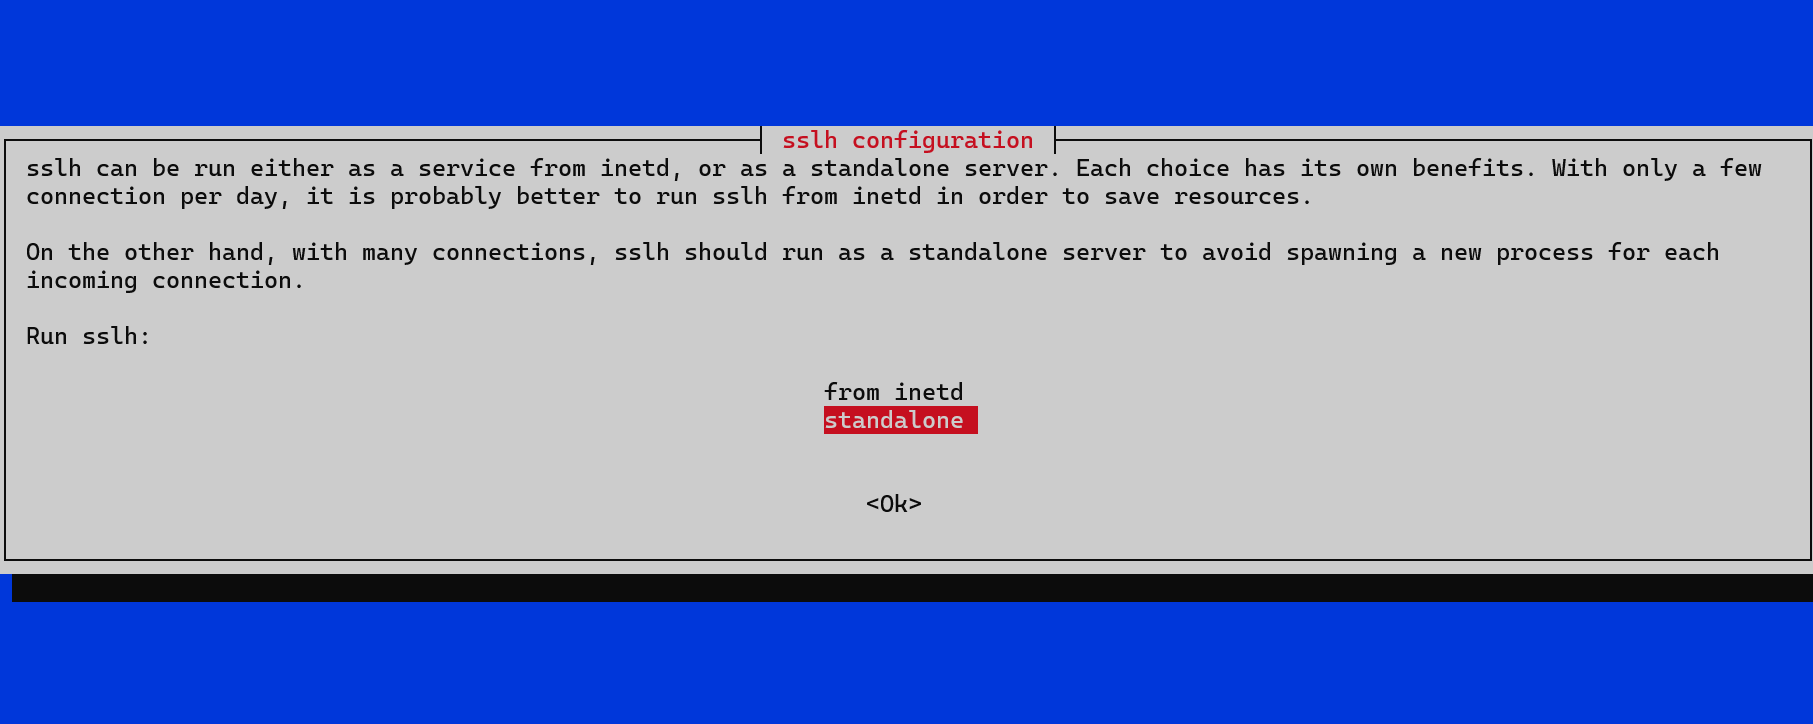 sslh configuration
sslh can be run either as a service from inetd, or as a standalone server. Each choice has its own benefits. With only a few
connection per day, it is probably better to run sslh from inetd in order to save resources.
On the other hand, with many connections, sslh should run as a standalone server to avoid spawning a new process for each
incoming connection.
Run sslh:
from inetd
standalone
<Ok>